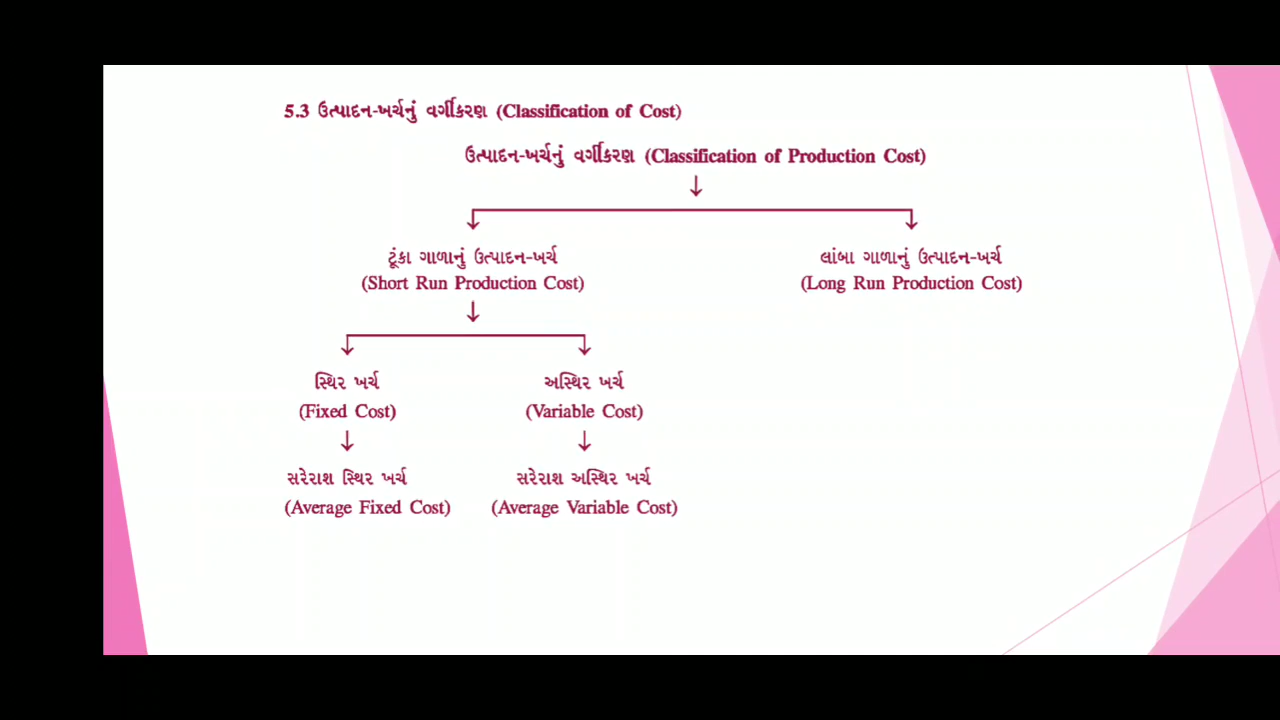 5.3 ઉત્પાદન-ખર્ચનું વર્ગીકરણ (Classification of Cost)
ઉત્પાદન-ખર્ચનું વર્ગીકરણ (Classification of Production Cost)
ટૂંકા ગાળાનું ઉત્પાદન-ખર્ચ
(Short Run Production Cost)
લાંબા ગાળાનું ઉત્પાદન-ખર્ચ
(Long Run Production Cost)
સ્થિર ખર્ચ
(Fixed Cost)
અસ્થિર ખર્ચ
(Variable Cost)
સરેરાશ સ્થિર ખર્ચ
(Average Fixed Cost)
સરેરાશ અસ્થિર ખર્ચ
(Average Variable Cost)